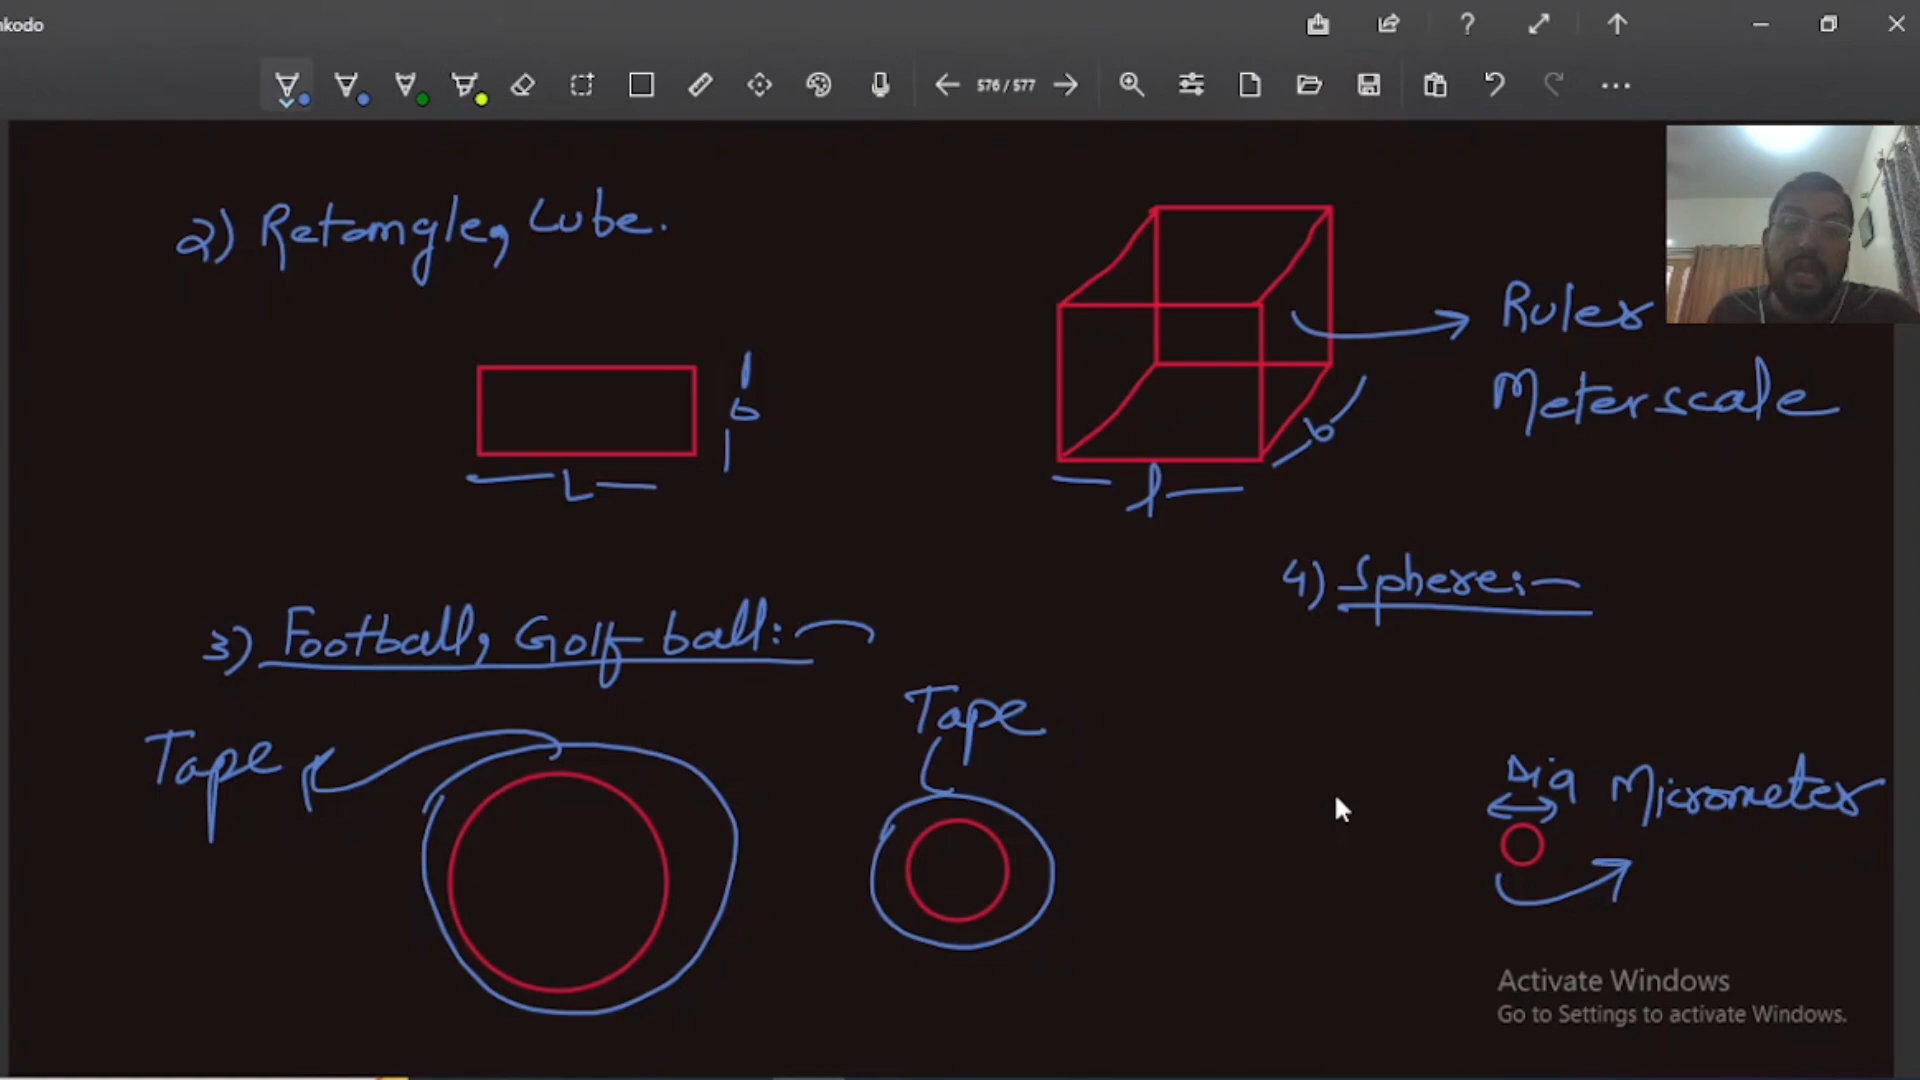 nkodo
576 / 577
2) Retangle, Cube.
Ruler
Meterscale
b
L
l
b
4) Sphere:-
3) Football, Golf ball:-
Tape
Tape
Dia
Micrometer
Activate Windows
Go to Settings to activate Windows.